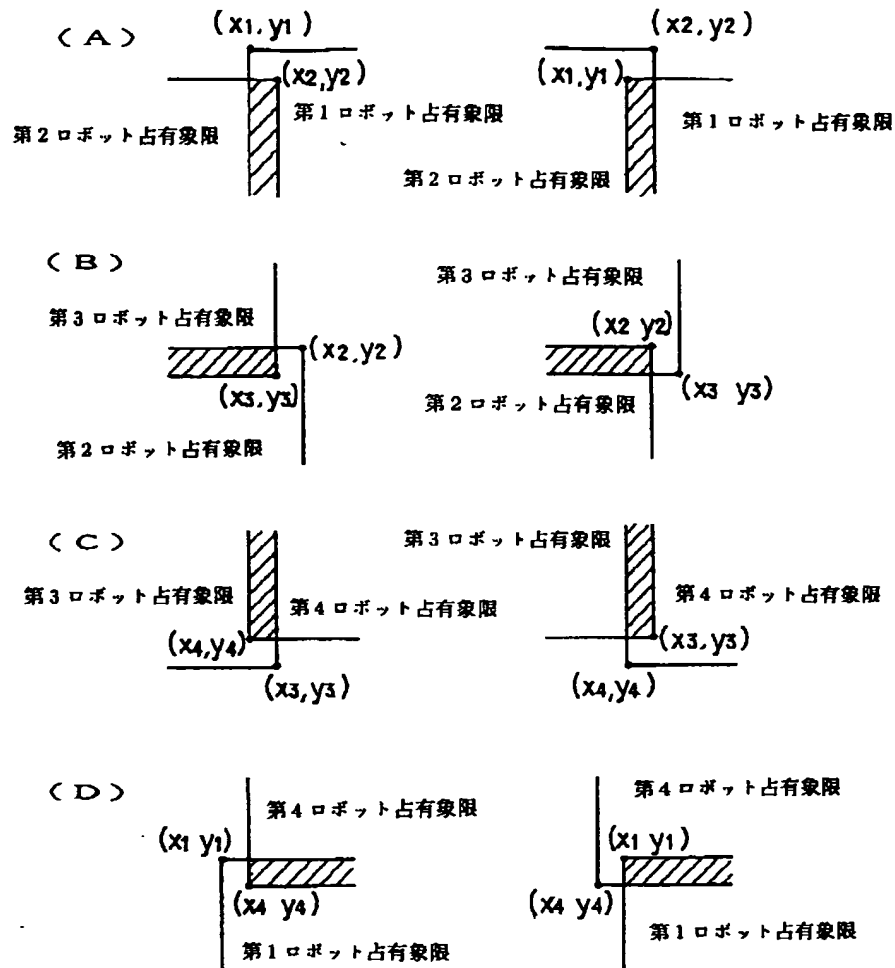 (A)
(x1,y1)
(x2,y2)
第2ロボット占有象限
第1ロボット占有象限
(x2,y2)
(x1,y1)
第1ロボット占有象限
第2ロボット占有象限
(B)
第3ロボット占有象限
(x2,y2)
(x3,y3)
第2ロボット占有象限
第3ロボット占有象限
(x2 y2)
第2ロボット占有象限
(x3 y3)
(C)
第3ロボット占有象限
第4ロボット占有象限
(x4,y4)
(x3,y3)
第3ロボット占有象限
第4ロボット占有象限
(x3,y3)
(x4,y4)
(D)
第4ロボット占有象限
(x1 y1)
(x4 y4)
第1ロボット占有象限
第4ロボット占有象限
(x1 y1)
(x4 y4)
第1ロボット占有象限